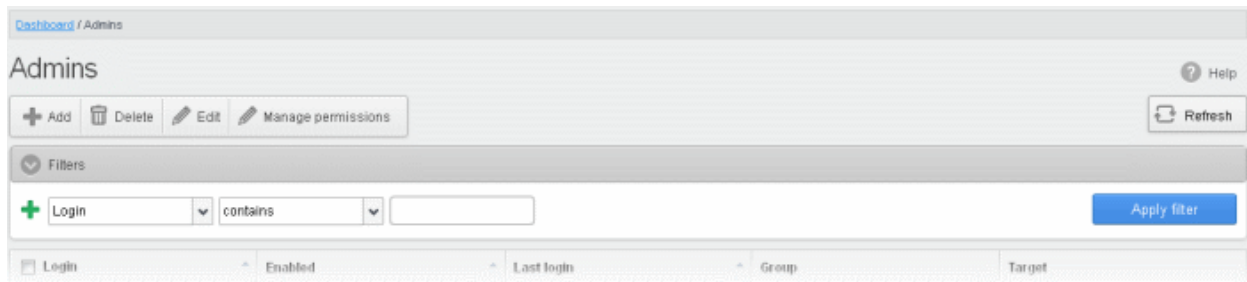 Dashboard / Admins
Admins
Help
Add Delete Edit Manage permissions Refresh
Filters
Login contains Apply filter
Login Enabled Last login Group Target